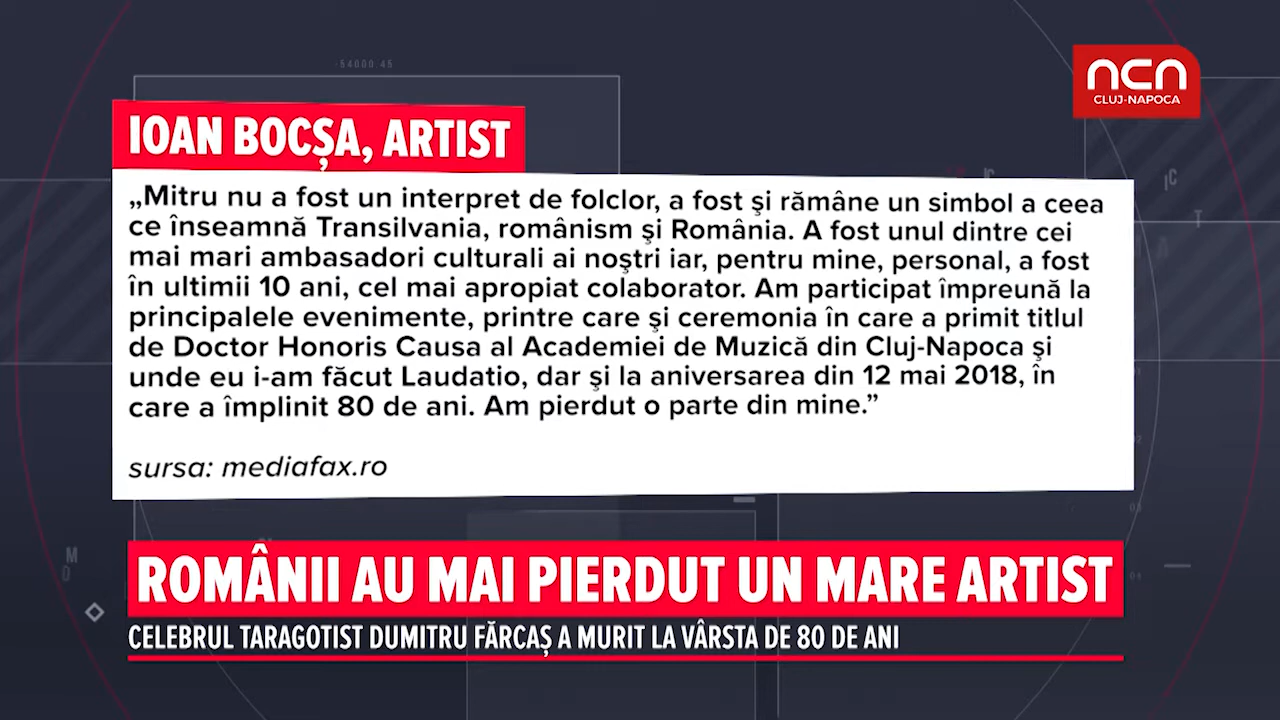 -54000.45
ncn
CLUJ-NAPOCA
IOAN BOCȘA, ARTIST
„Mitru nu a fost un interpret de folclor, a fost şi rămâne un simbol a ceea
ce înseamnă Transilvania, românism şi România. A fost unul dintre cei
mai mari ambasadori culturali ai noştri iar, pentru mine, personal, a fost
în ultimii 10 ani, cel mai apropiat colaborator. Am participat împreună la
principalele evenimente, printre care şi ceremonia în care a primit titlul
de Doctor Honoris Causa al Academiei de Muzică din Cluj-Napoca şi
unde eu i-am făcut Laudatio, dar şi la aniversarea din 12 mai 2018, în
care a împlinit 80 de ani. Am pierdut o parte din mine.”
sursa: mediafax.ro
ROMÂNII AU MAI PIERDUT UN MARE ARTIST
CELEBRUL TARAGOTIST DUMITRU FĂRCAȘ A MURIT LA VÂRSTA DE 80 DE ANI